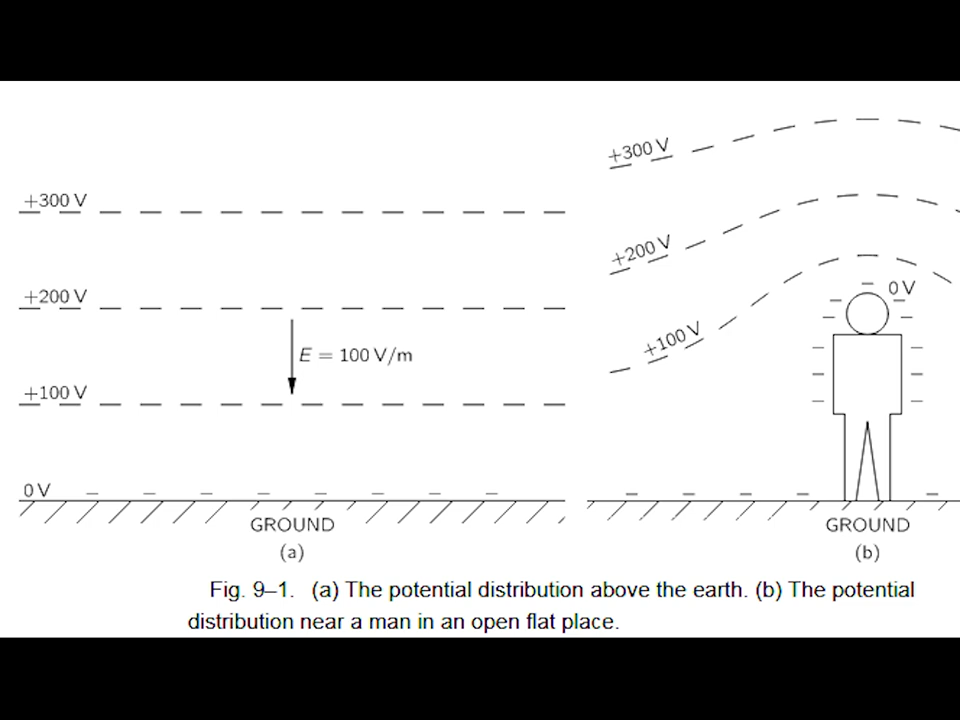 +300 V
+200 V
E = 100 V/m
+100 V
0 V
GROUND
(a)
+300 V
+200 V
+100 V
0 V
GROUND
(b)
Fig. 9–1. (a) The potential distribution above the earth. (b) The potential
distribution near a man in an open flat place.